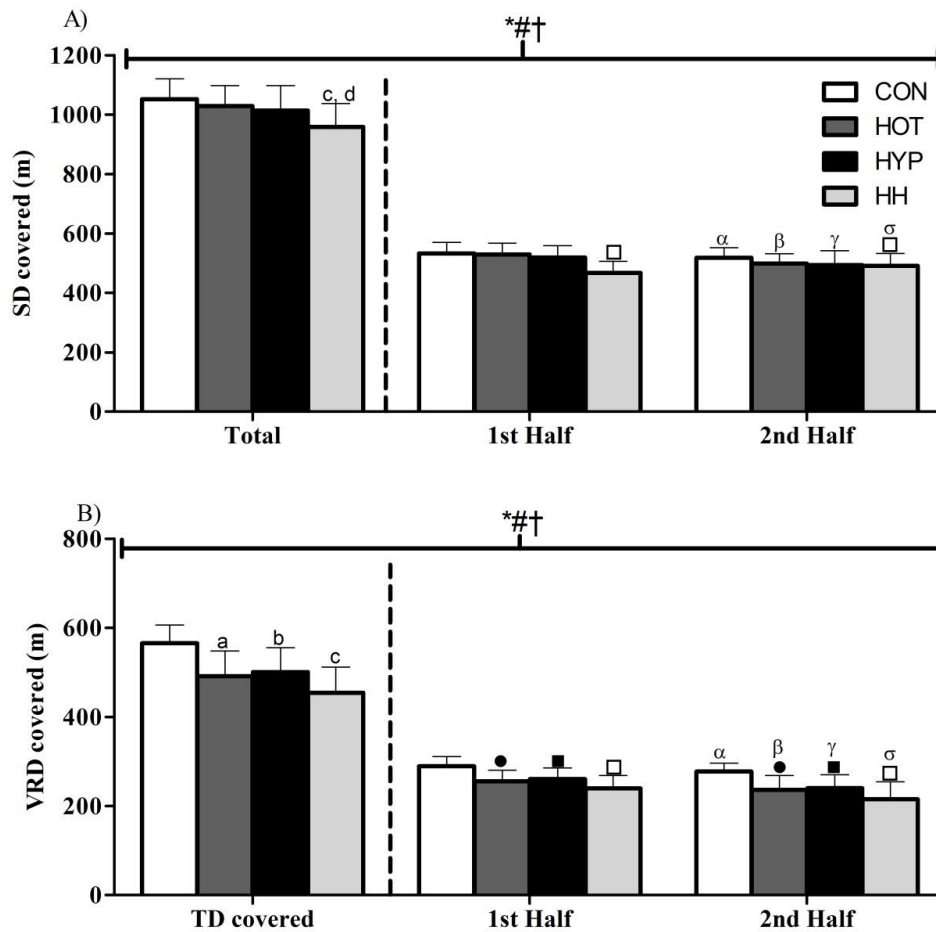 A)
*#†
1200
1000
800
600
400
200
0
SD covered (m)
c, d
CON
HOT
HYP
HH
α
β
γ
σ
Total
1st Half
2nd Half
B)
*#†
800
600
400
200
0
VRD covered (m)
a
b
c
α
β
γ
σ
TD covered
1st Half
2nd Half